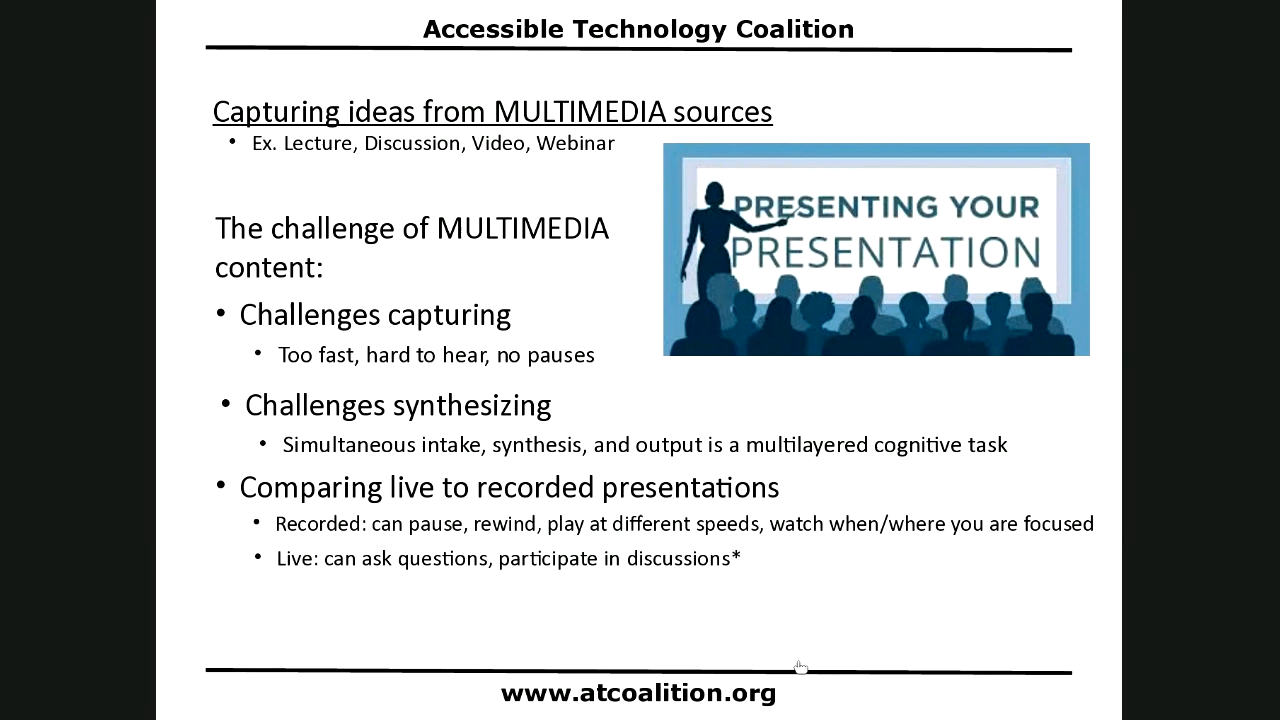 Accessible Technology Coalition
Capturing ideas from MULTIMEDIA sources
• Ex. Lecture, Discussion, Video, Webinar
PRESENTING YOUR
PRESENTATION
The challenge of MULTIMEDIA
content:
• Challenges capturing
• Too fast, hard to hear, no pauses
• Challenges synthesizing
• Simultaneous intake, synthesis, and output is a multilayered cognitive task
• Comparing live to recorded presentations
• Recorded: can pause, rewind, play at different speeds, watch when/where you are focused
• Live: can ask questions, participate in discussions*
www.atcoalition.org